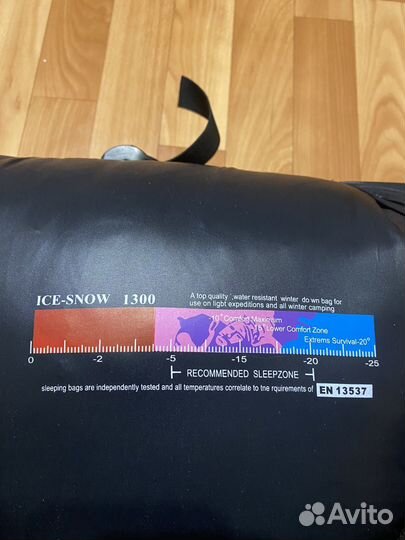 ICE-SNOW 1300
A top quality ,water resistant winter do wn bag for
use on ligbt expeditions and all winter camping
10° Comfort Maximum
15° Lower Comfort Zone
Extrems Survival-20°
0 -2 -5 -15 -20 -25
RECOMMENDED SLEEPZONE
sleeping bags are independently tested and all temperatures correlate to tne rquirements of EN 13537
Avito